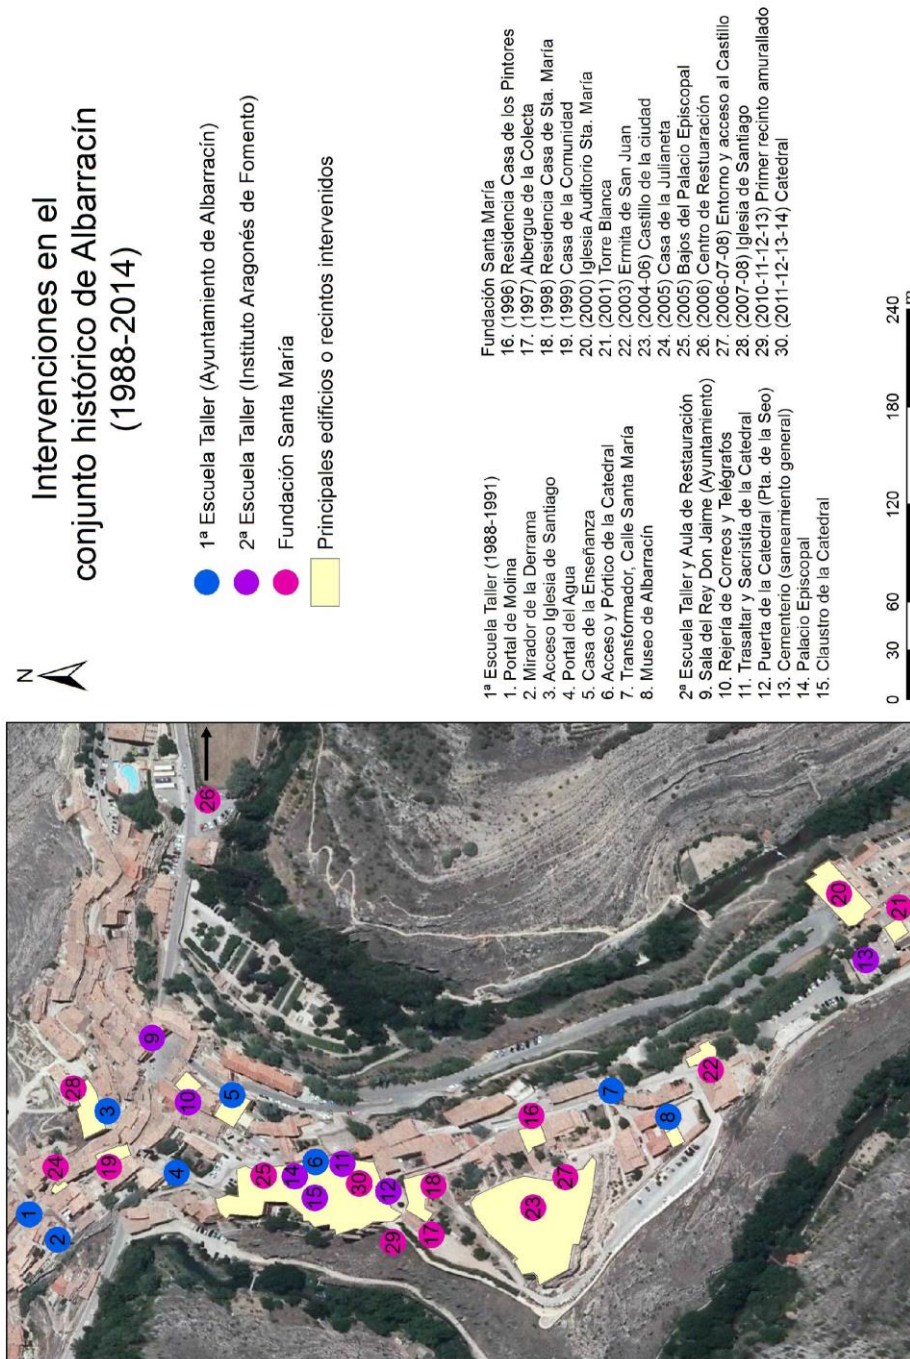 Intervenciones en el
conjunto histórico de Albarracín
(1988-2014)
N
1ª Escuela Taller (Ayuntamiento de Albarracín)
2ª Escuela Taller (Instituto Aragonés de Fomento)
Fundación Santa María
Principales edificios o recintos intervenidos
1ª Escuela Taller (1988-1991)
1. Portal de Molina
2. Mirador de la Derrama
3. Acceso Iglesia de Santiago
4. Portal del Agua
5. Casa de la Enseñanza
6. Acceso y Pórtico de la Catedral
7. Transformador, Calle Santa María
8. Museo de Albarracín
2ª Escuela Taller y Aula de Restauración
9. Sala del Rey Don Jaime (Ayuntamiento)
10. Rejería de Correos y Telégrafos
11. Trasaltar y Sacristía de la Catedral
12. Puerta de la Catedral (Pta. de la Seo)
13. Cementerio (saneamiento general)
14. Palacio Episcopal
15. Claustro de la Catedral
Fundación Santa María
16. (1996) Residencia Casa de los Pintores
17. (1997) Albergue de la Colecta
18. (1998) Residencia Casa de Sta. María
19. (1999) Casa de la Comunidad
20. (2000) Iglesia Auditorio Sta. María
21. (2001) Torre Blanca
22. (2003) Ermita de San Juan
23. (2004-06) Castillo de la ciudad
24. (2005) Casa de la Julianeta
25. (2005) Bajos del Palacio Episcopal
26. (2006) Centro de Restuaración
27. (2006-07-08) Entorno y acceso al Castillo
28. (2007-08) Iglesia de Santiago
29. (2010-11-12-13) Primer recinto amurallado
30. (2011-12-13-14) Catedral
0 30 60 120 180 240
m
1
2
24
28
19
3
9
4
10
5
26
25
14
6
15
11
30
12
29
17
18
16
23
27
7
8
22
20
13
21